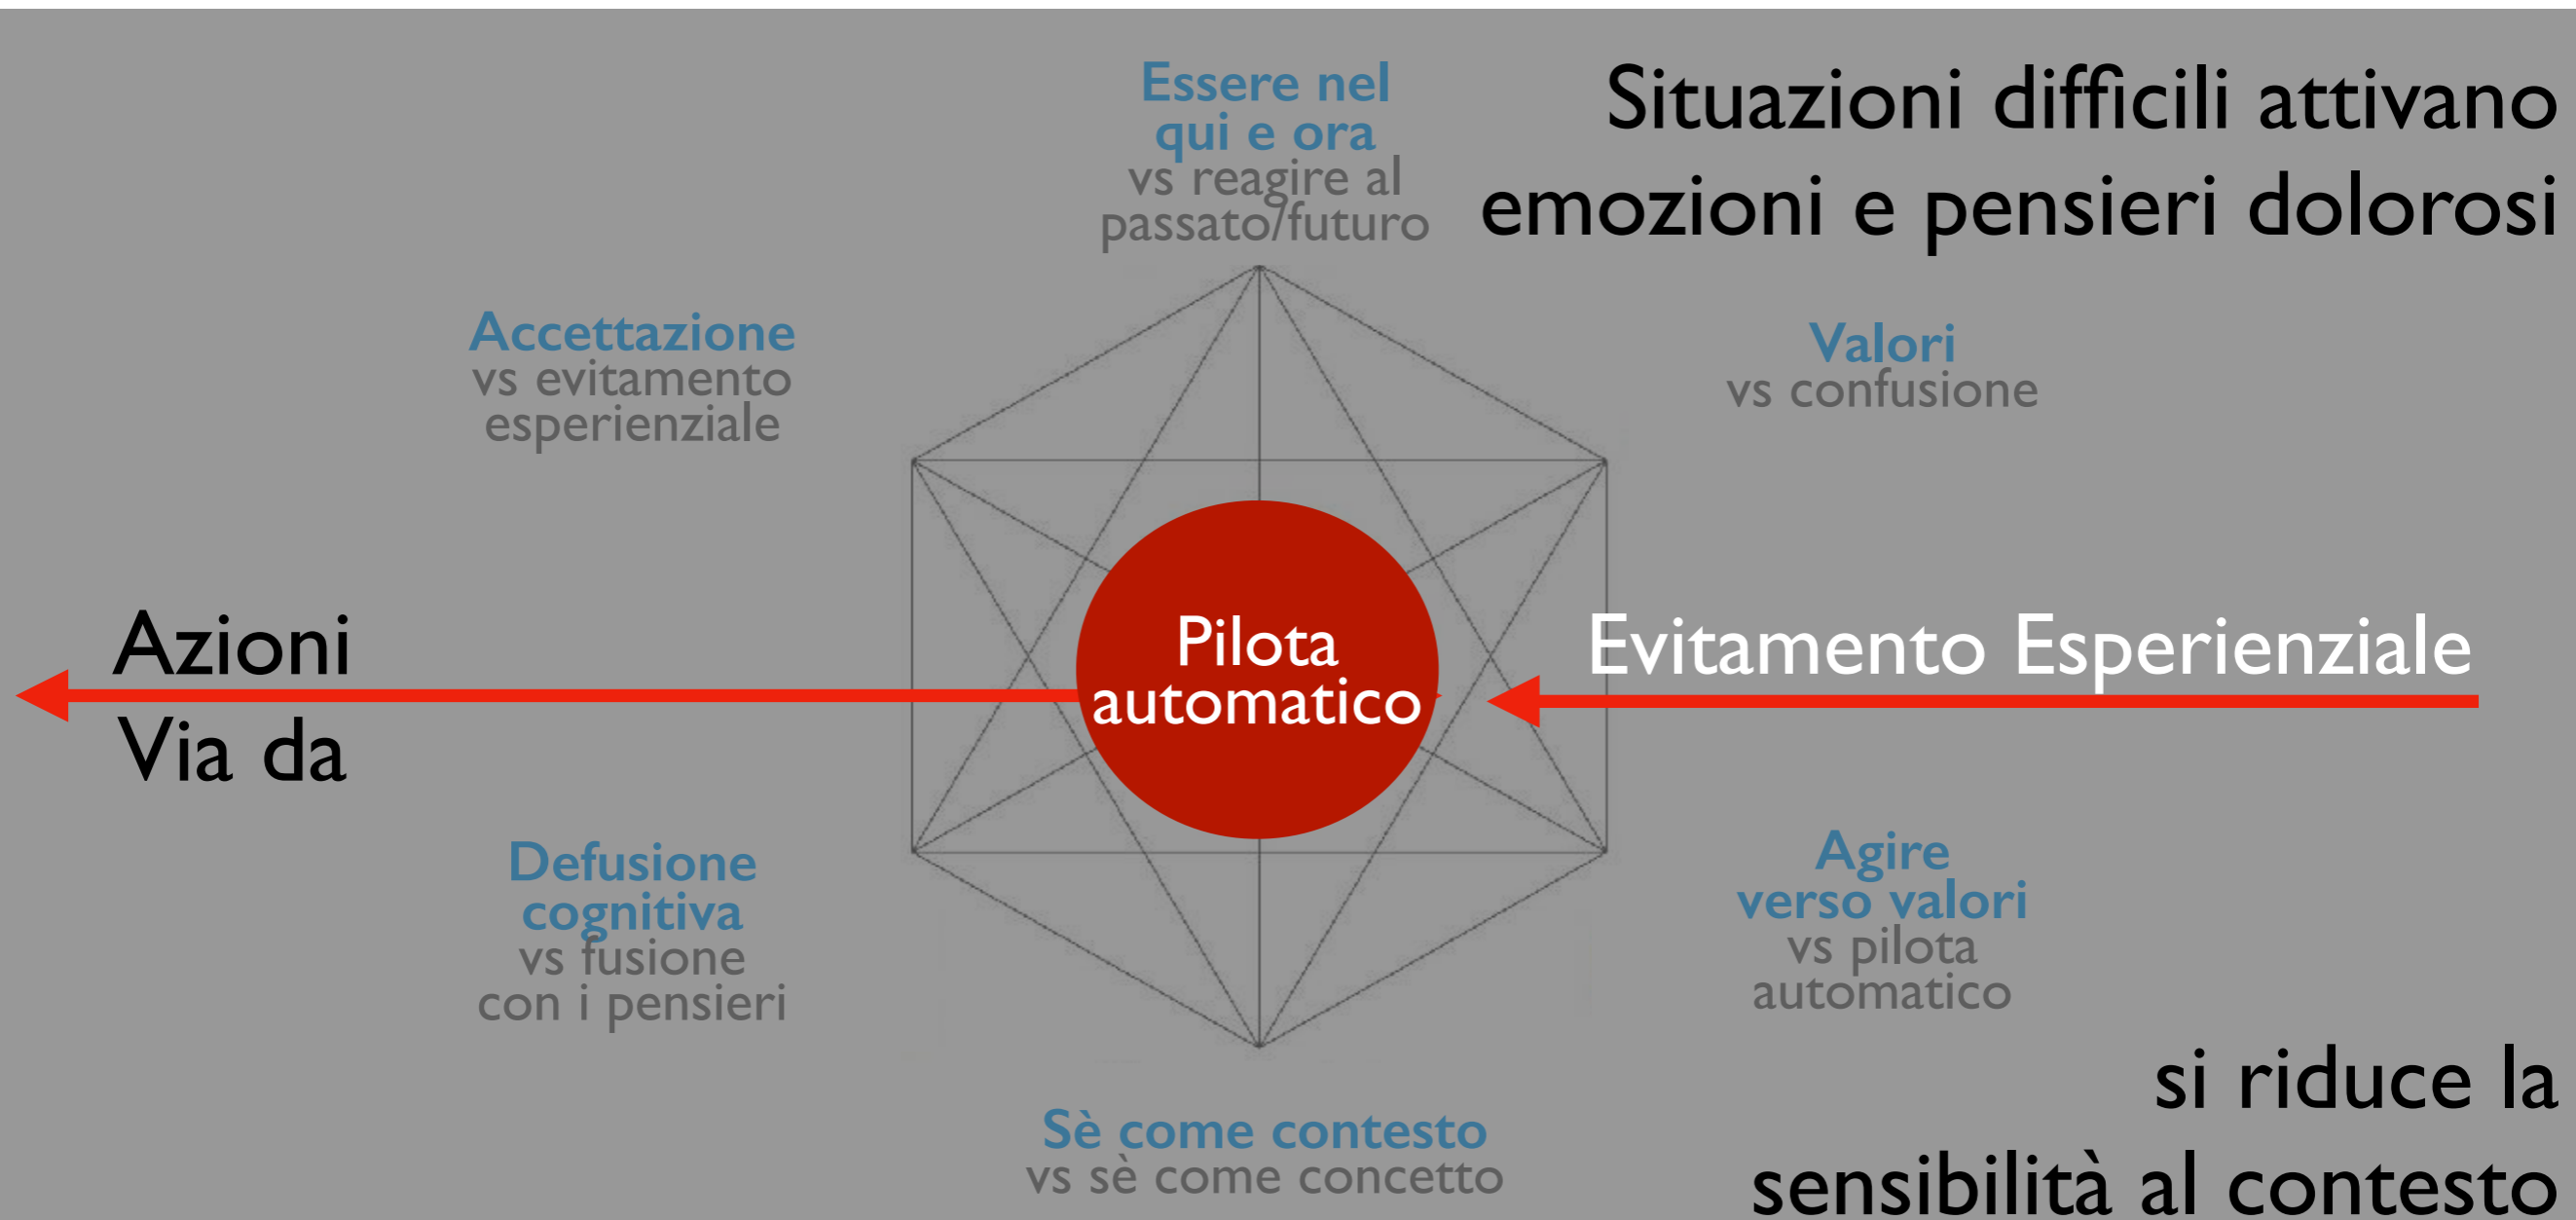 Essere nel
qui e ora
vs reagire al
passato/futuro
Situazioni difficili attivano
emozioni e pensieri dolorosi
Accettazione
vs evitamento
esperienziale
Valori
vs confusione
Azioni
Via da
Pilota
automatico
Evitamento Esperienziale
Defusione
cognitiva
vs fusione
con i pensieri
Agire
verso valori
vs pilota
automatico
Sè come contesto
vs sè come concetto
si riduce la
sensibilità al contesto